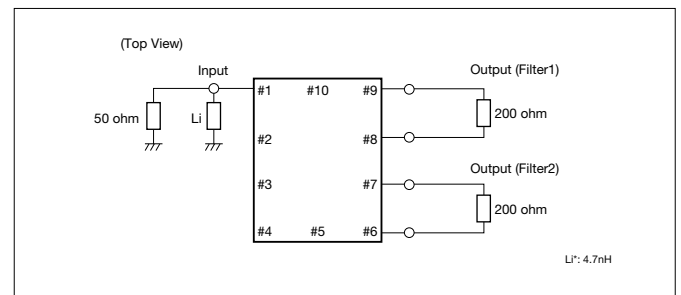 (Top View)
Input
Output (Filter1)
#1 #10 #9
50 ohm
Li
200 ohm
#2 #8
Output (Filter2)
#3 #7
200 ohm
#4 #5 #6
Li*: 4.7nH